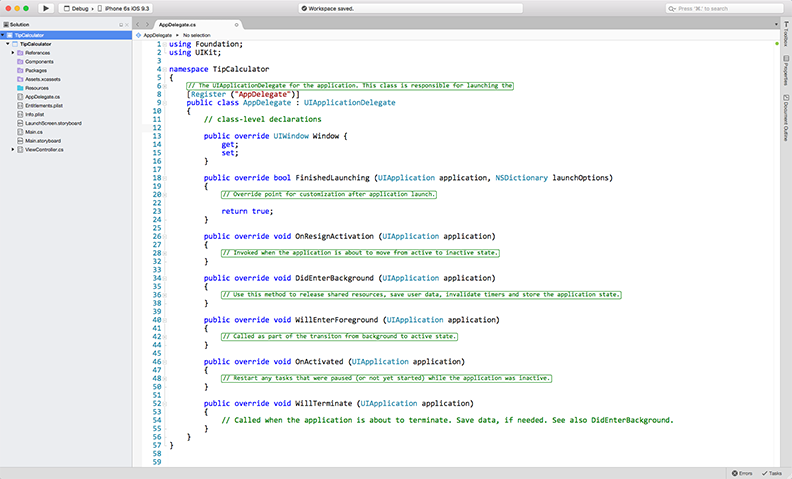 Debug › iPhone 6s iOS 9.3
Workspace saved.
Press '⌘.' to search
Solution
TipCalculator
TipCalculator
References
Components
Packages
Assets.xcassets
Resources
AppDelegate.cs
Entitlements.plist
Info.plist
LaunchScreen.storyboard
Main.cs
Main.storyboard
ViewController.cs
AppDelegate.cs
AppDelegate ▸ No selection
1 using Foundation;
2 using UIKit;
3
4 namespace TipCalculator
5 {
6 // The UIApplicationDelegate for the application. This class is responsible for launching the
8 [Register ("AppDelegate")]
9 public class AppDelegate : UIApplicationDelegate
10 {
11 // class-level declarations
12
13 public override UIWindow Window {
14 get;
15 set;
16 }
17
18 public override bool FinishedLaunching (UIApplication application, NSDictionary launchOptions)
19 {
20 // Override point for customization after application launch.
22
23 return true;
24 }
25
26 public override void OnResignActivation (UIApplication application)
27 {
28 // Invoked when the application is about to move from active to inactive state.
32 }
33
34 public override void DidEnterBackground (UIApplication application)
35 {
36 // Use this method to release shared resources, save user data, invalidate timers and store the application state.
38 }
39
40 public override void WillEnterForeground (UIApplication application)
41 {
42 // Called as part of the transiton from background to active state.
44 }
45
46 public override void OnActivated (UIApplication application)
47 {
48 // Restart any tasks that were paused (or not yet started) while the application was inactive.
50 }
51
52 public override void WillTerminate (UIApplication application)
53 {
54 // Called when the application is about to terminate. Save data, if needed. See also DidEnterBackground.
55 }
56 }
57 }
58
59
Toolbox
Properties
Document Outline
Errors
Tasks